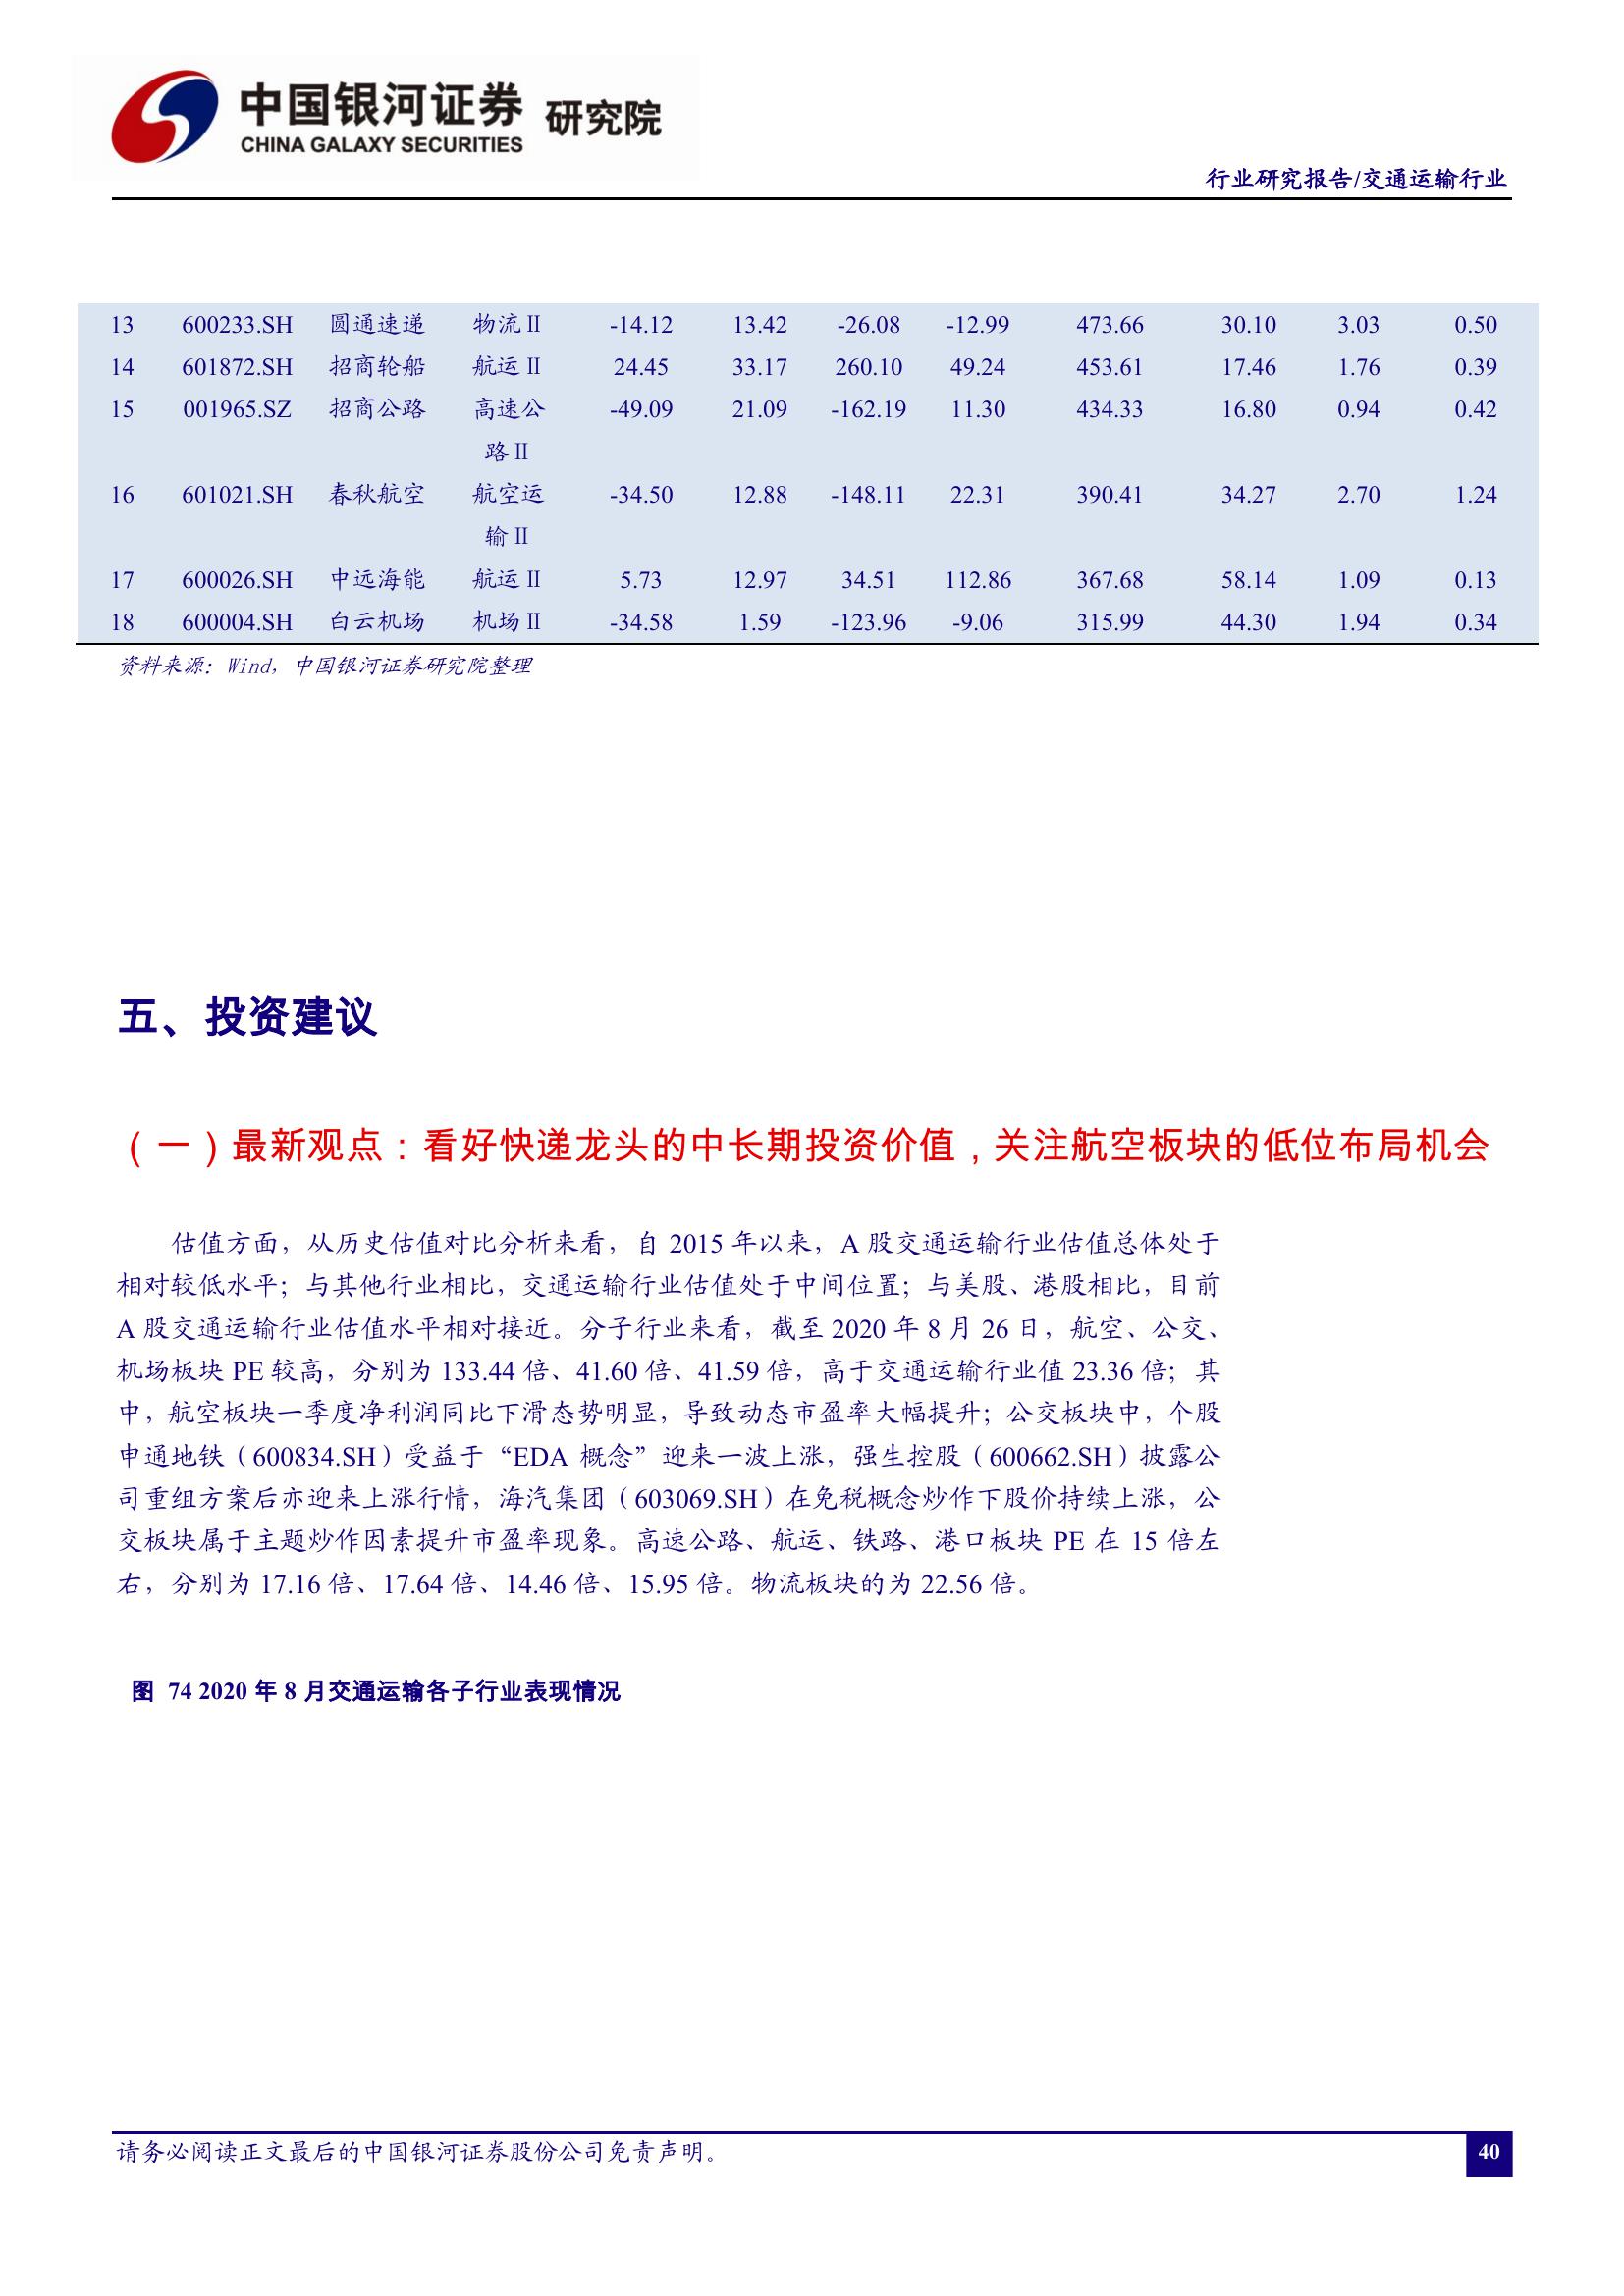 中国银河证券 研究院
CHINA GALAXY SECURITIES
行业研究报告/交通运输行业
13 600233.SH 圆通速递 物流Ⅱ -14.12 13.42 -26.08 -12.99 473.66 30.10 3.03 0.50
14 601872.SH 招商轮船 航运Ⅱ 24.45 33.17 260.10 49.24 453.61 17.46 1.76 0.39
15 001965.SZ 招商公路 高速公 -49.09 21.09 -162.19 11.30 434.33 16.80 0.94 0.42
路Ⅱ
16 601021.SH 春秋航空 航空运 -34.50 12.88 -148.11 22.31 390.41 34.27 2.70 1.24
输Ⅱ
17 600026.SH 中远海能 航运Ⅱ 5.73 12.97 34.51 112.86 367.68 58.14 1.09 0.13
18 600004.SH 白云机场 机场Ⅱ -34.58 1.59 -123.96 -9.06 315.99 44.30 1.94 0.34
资料来源：Wind，中国银河证券研究院整理
五、投资建议
（一）最新观点：看好快递龙头的中长期投资价值，关注航空板块的低位布局机会
估值方面，从历史估值对比分析来看，自 2015 年以来，A 股交通运输行业估值总体处于
相对较低水平；与其他行业相比，交通运输行业估值处于中间位置；与美股、港股相比，目前
A 股交通运输行业估值水平相对接近。分子行业来看，截至 2020 年 8 月 26 日，航空、公交、
机场板块 PE 较高，分别为 133.44 倍、41.60 倍、41.59 倍，高于交通运输行业值 23.36 倍；其
中，航空板块一季度净利润同比下滑态势明显，导致动态市盈率大幅提升；公交板块中，个股
申通地铁（600834.SH）受益于“EDA 概念”迎来一波上涨，强生控股（600662.SH）披露公
司重组方案后亦迎来上涨行情，海汽集团（603069.SH）在免税概念炒作下股价持续上涨，公
交板块属于主题炒作因素提升市盈率现象。高速公路、航运、铁路、港口板块 PE 在 15 倍左
右，分别为 17.16 倍、17.64 倍、14.46 倍、15.95 倍。物流板块的为 22.56 倍。
图 74 2020 年 8 月交通运输各子行业表现情况
请务必阅读正文最后的中国银河证券股份公司免责声明。
40